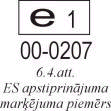 e 1
00-0207
6.4.att.
ES apstiprinājuma
marķējuma piemērs